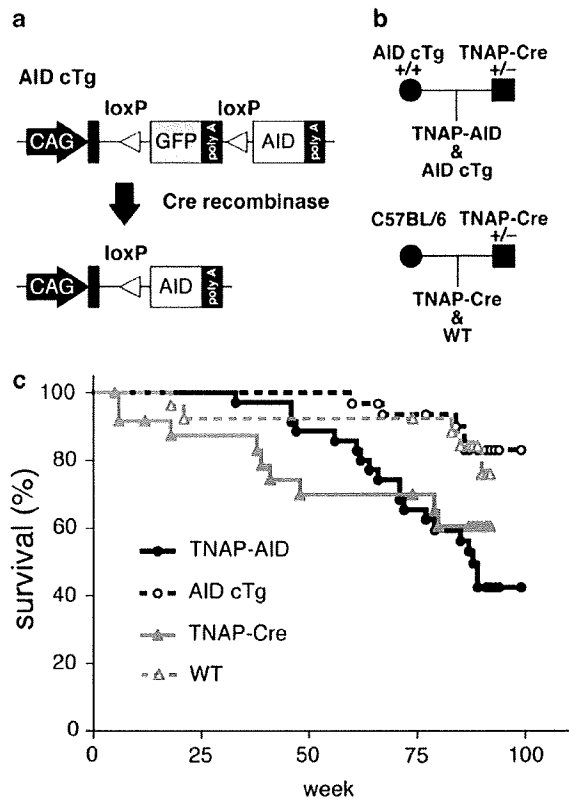 a
AID cTg
loxP loxP
CAG GFP poly A AID poly A
Cre recombinase
loxP
CAG AID poly A
b
AID cTg TNAP-Cre
+/+ +/−
TNAP-AID
&
AID cTg
C57BL/6 TNAP-Cre
+/−
TNAP-Cre
&
WT
c
survival (%)
100
80
60
40
20
0
TNAP-AID
AID cTg
TNAP-Cre
WT
0 25 50 75 100
week